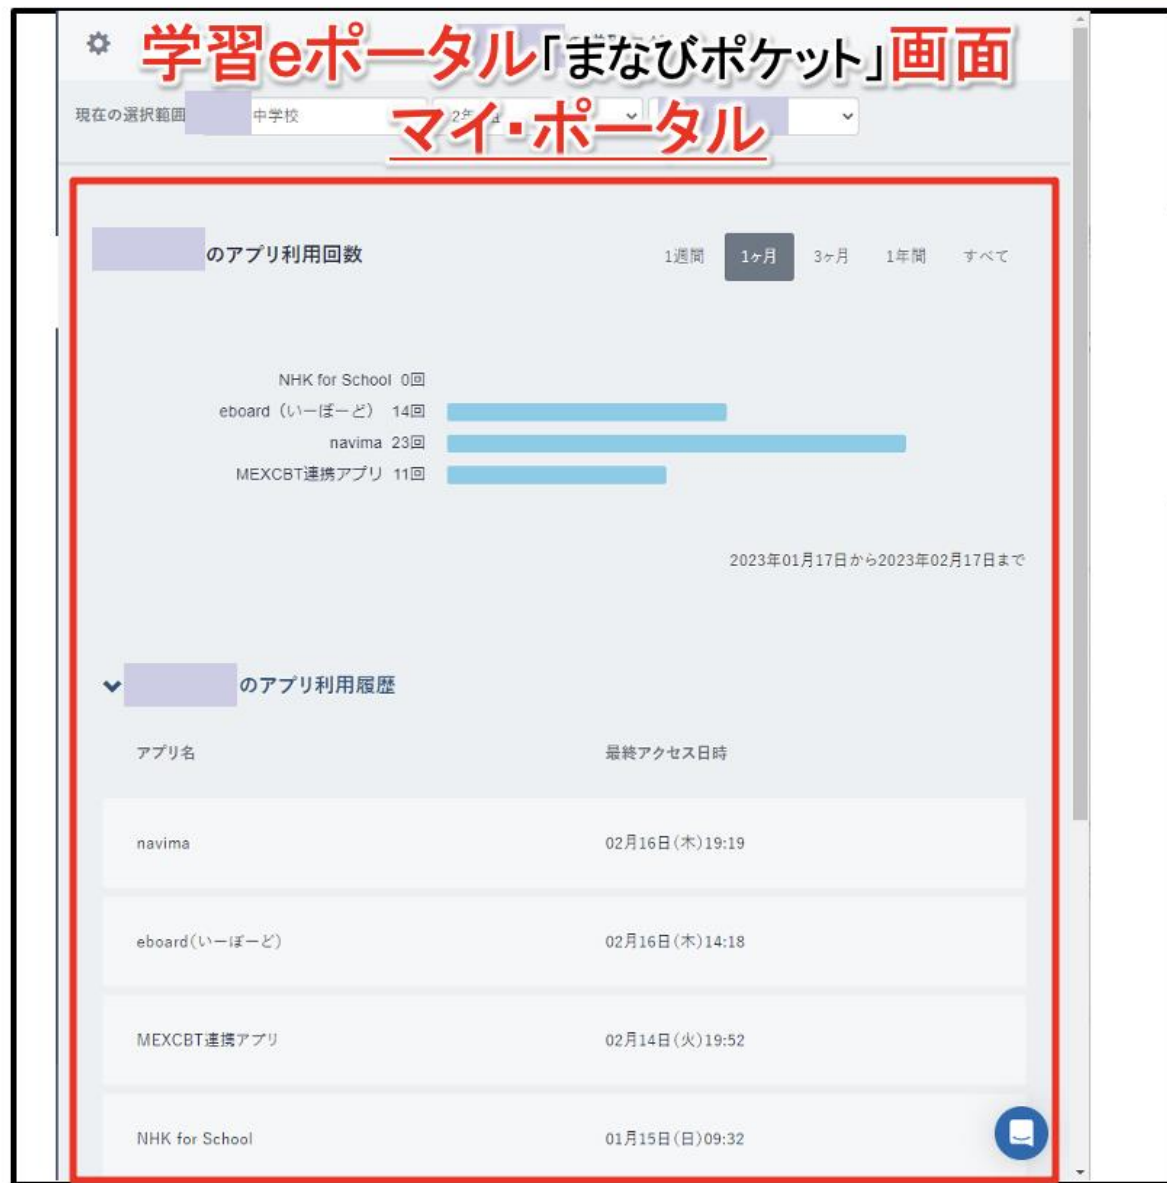 学習eポータル「まなびポケット」画面
マイ・ポータル
現在の選択範囲 中学校
のアプリ利用回数 1週間 1ヶ月 3ヶ月 1年間 すべて
NHK for School 0回
eboard（いーぼーど） 14回
navima 23回
MEXCBT連携アプリ 11回
2023年01月17日から2023年02月17日まで
のアプリ利用履歴
アプリ名 最終アクセス日時
navima 02月16日(木)19:19
eboard(いーぼーど) 02月16日(木)14:18
MEXCBT連携アプリ 02月14日(火)19:52
NHK for School 01月15日(日)09:32